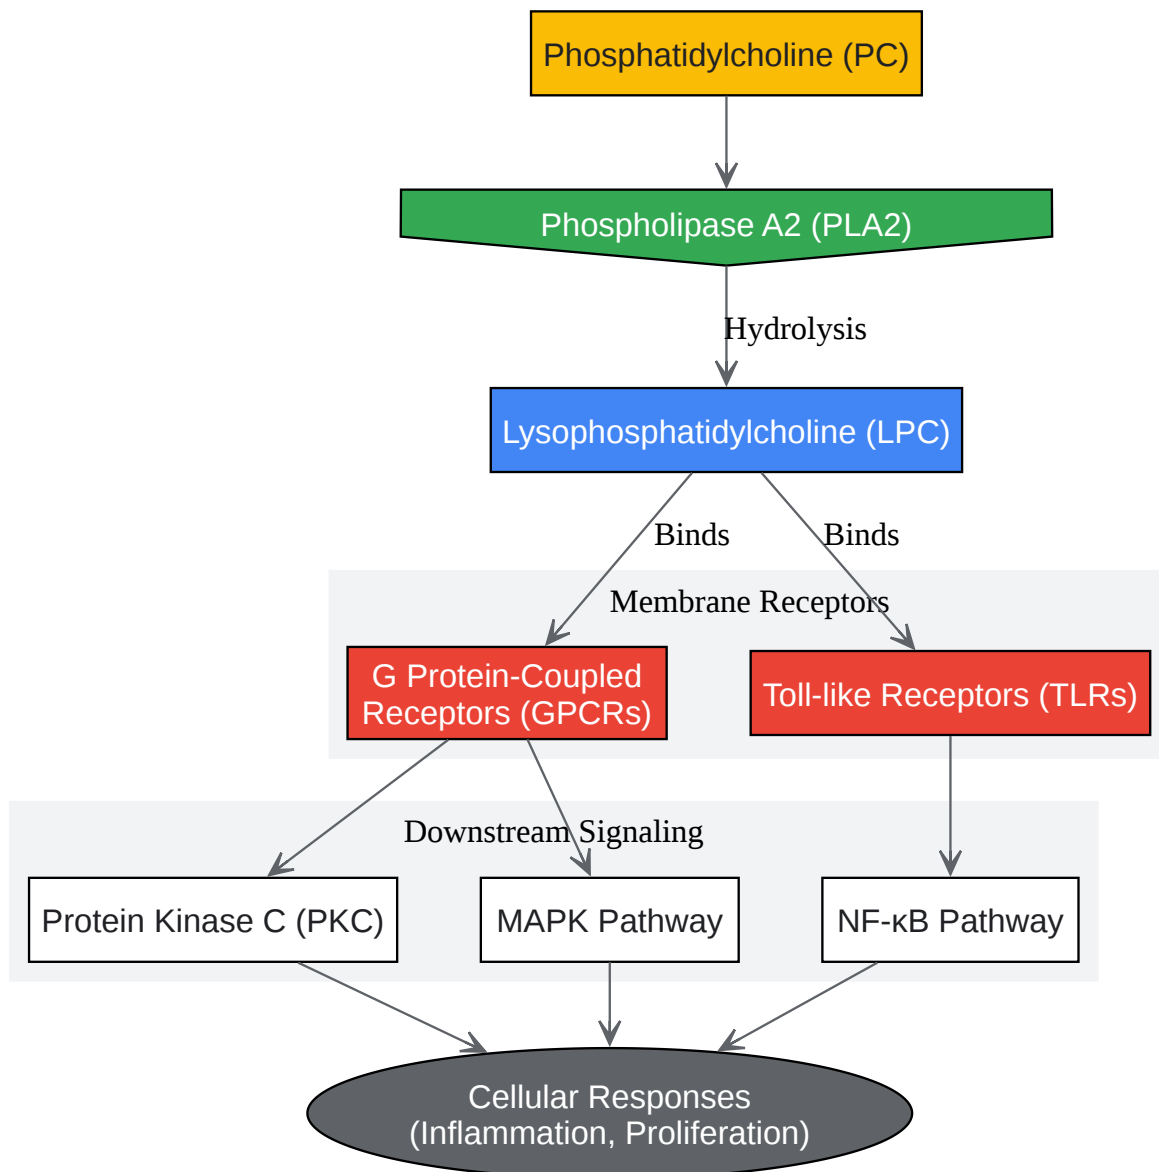 Phosphatidylcholine (PC)
Phospholipase A2 (PLA2)
Hydrolysis
Lysophosphatidylcholine (LPC)
Binds
Binds
Membrane Receptors
G Protein-Coupled
Receptors (GPCRs)
Toll-like Receptors (TLRs)
Downstream Signaling
Protein Kinase C (PKC)
MAPK Pathway
NF-κB Pathway
Cellular Responses
(Inflammation, Proliferation)